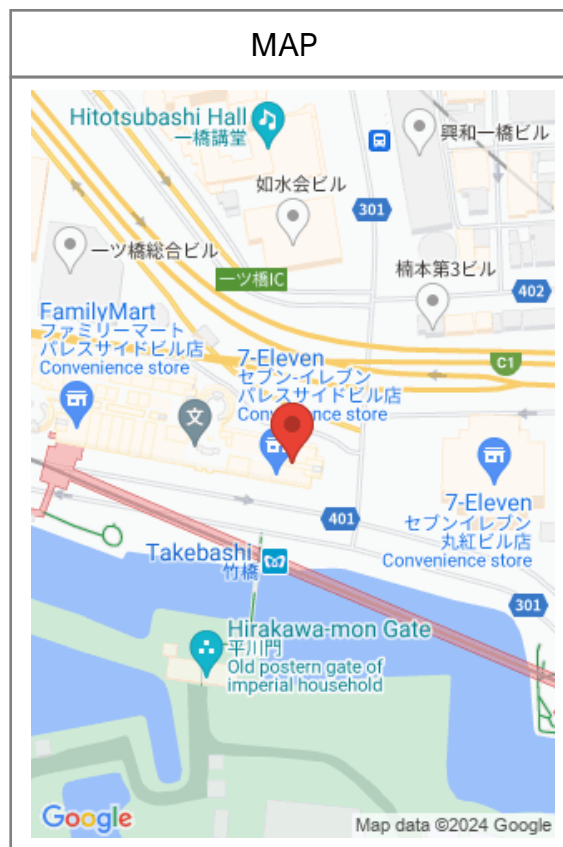 MAP
Hitotsubashi Hall
一橋講堂
興和一橋ビル
如水会ビル
301
一ツ橋総合ビル
一ツ橋IC
楠本第3ビル
402
FamilyMart
ファミリーマート
パレスサイドビル店
Convenience store
7-Eleven
セブン-イレブン
パレスサイドビル店
C1
文
401
7-Eleven
セブンイレブン
丸紅ビル店
Convenience store
Takebashi
竹橋
301
Hirakawa-mon Gate
平川門
Old postern gate of
imperial household
Google
Map data ©2024 Google